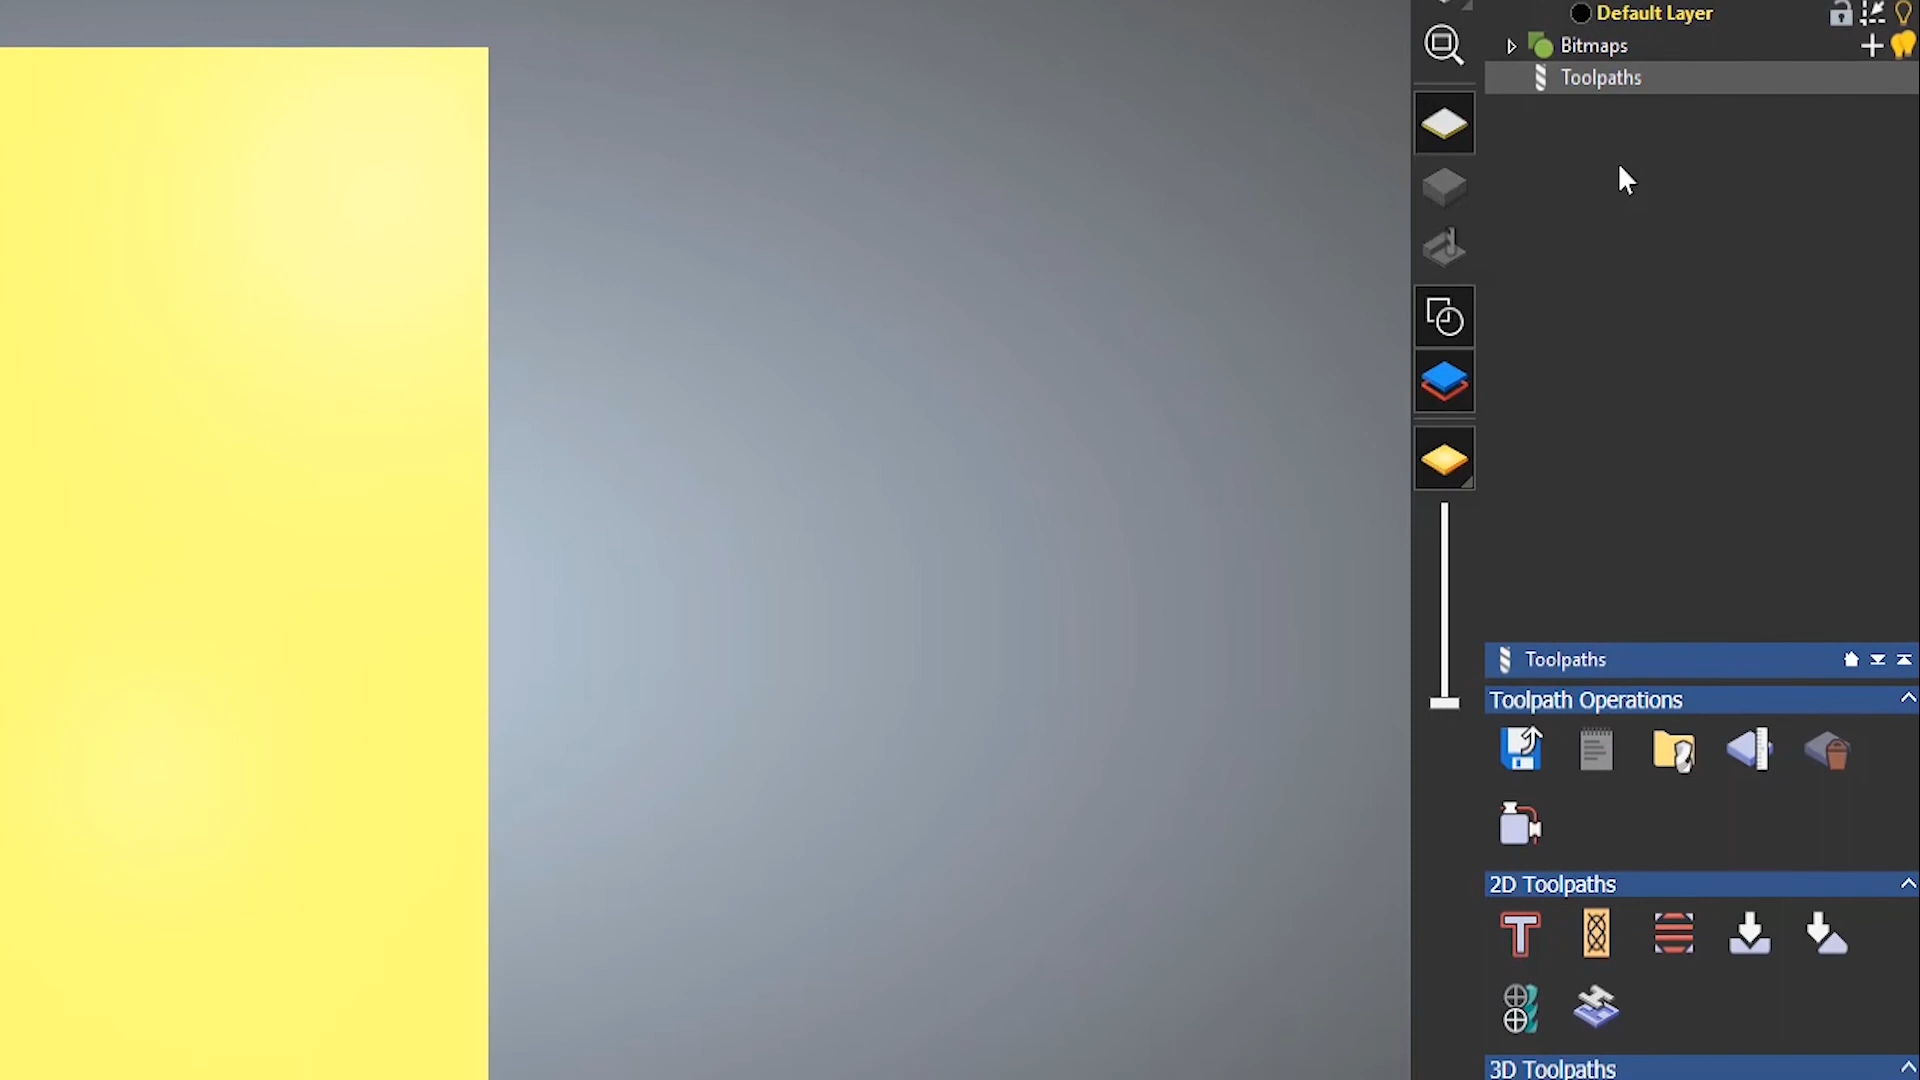 Default Layer
Bitmaps
Toolpaths
Toolpaths
Toolpath Operations
2D Toolpaths
3D Toolpaths